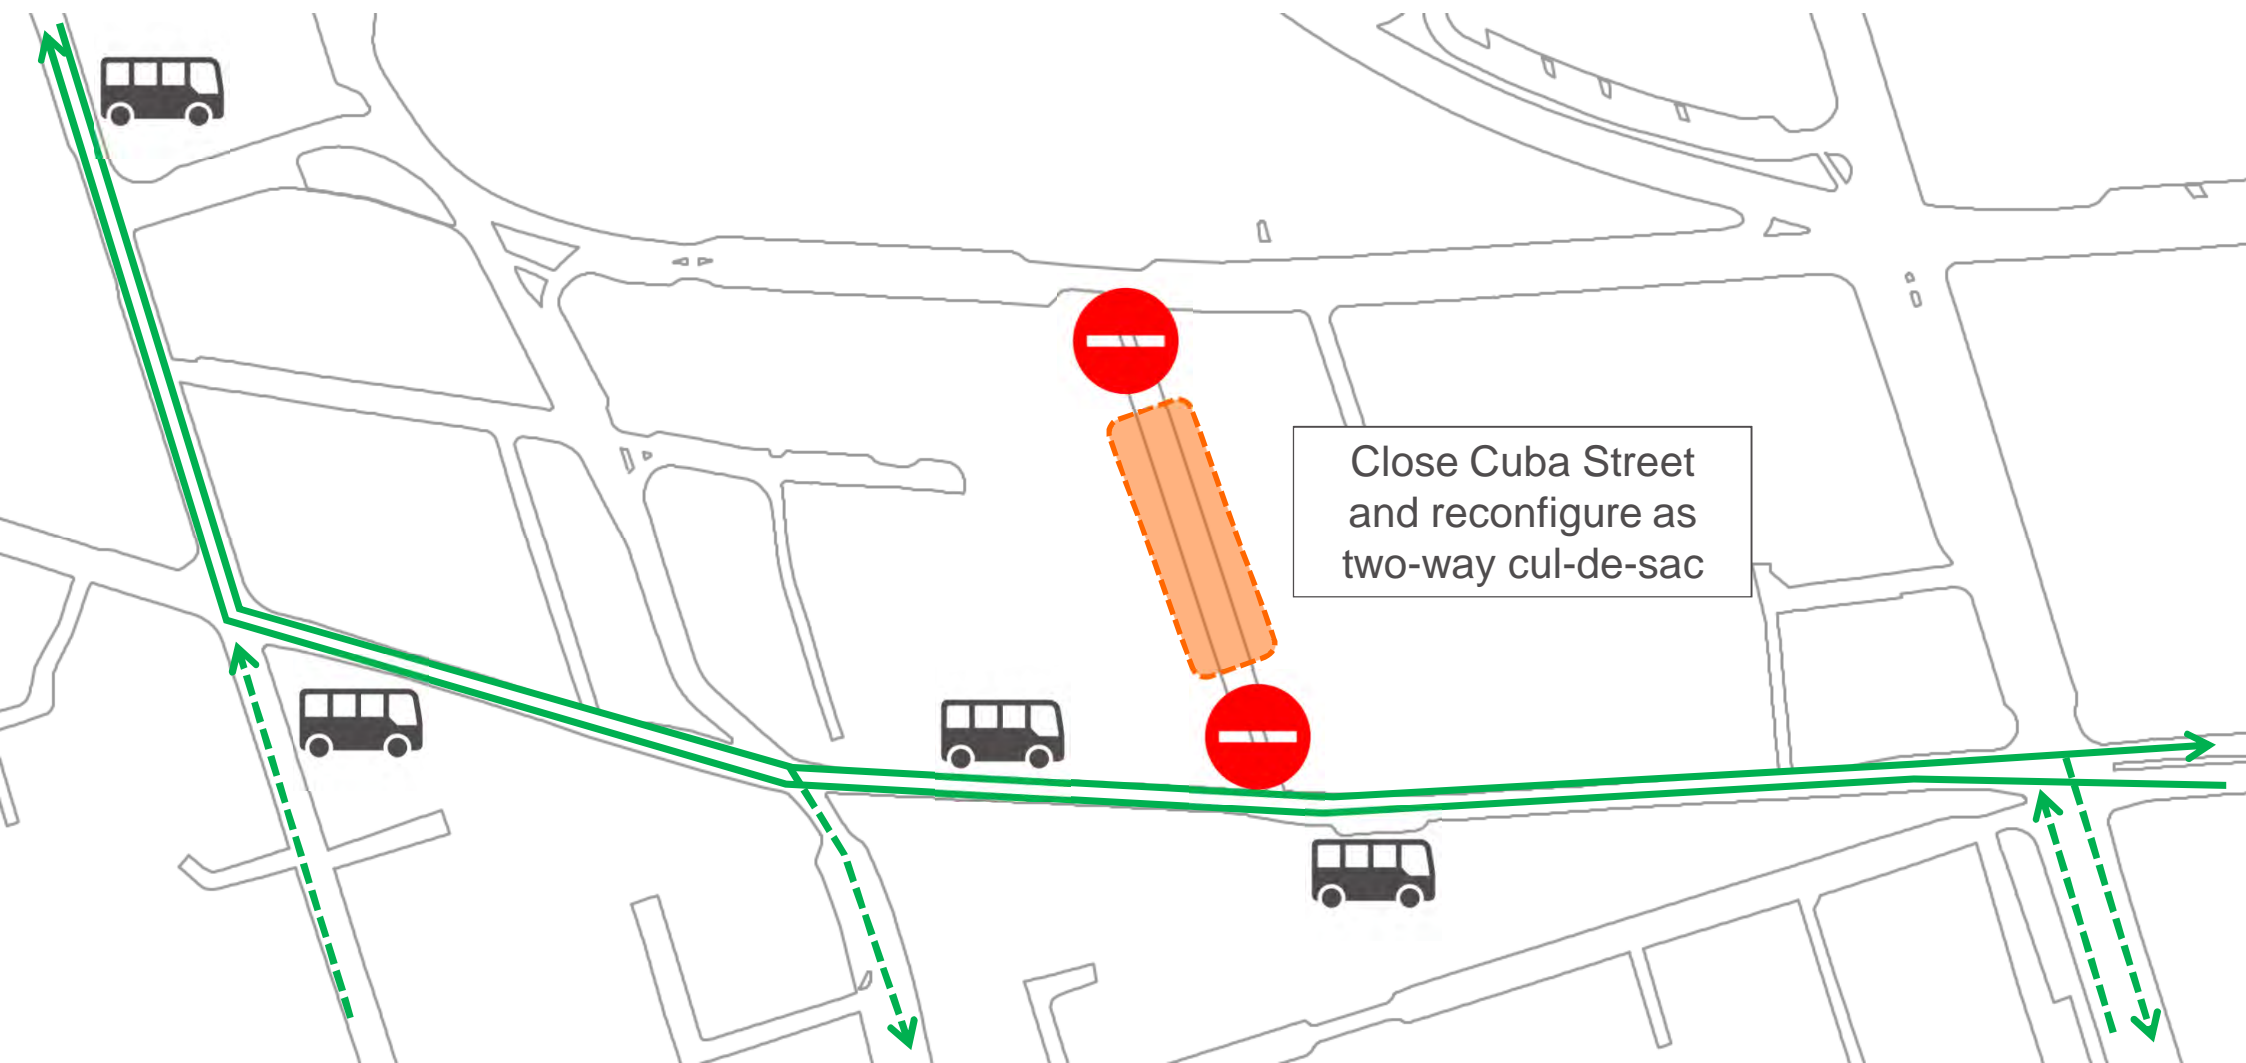 Close Cuba Street
and reconfigure as
two-way cul-de-sac